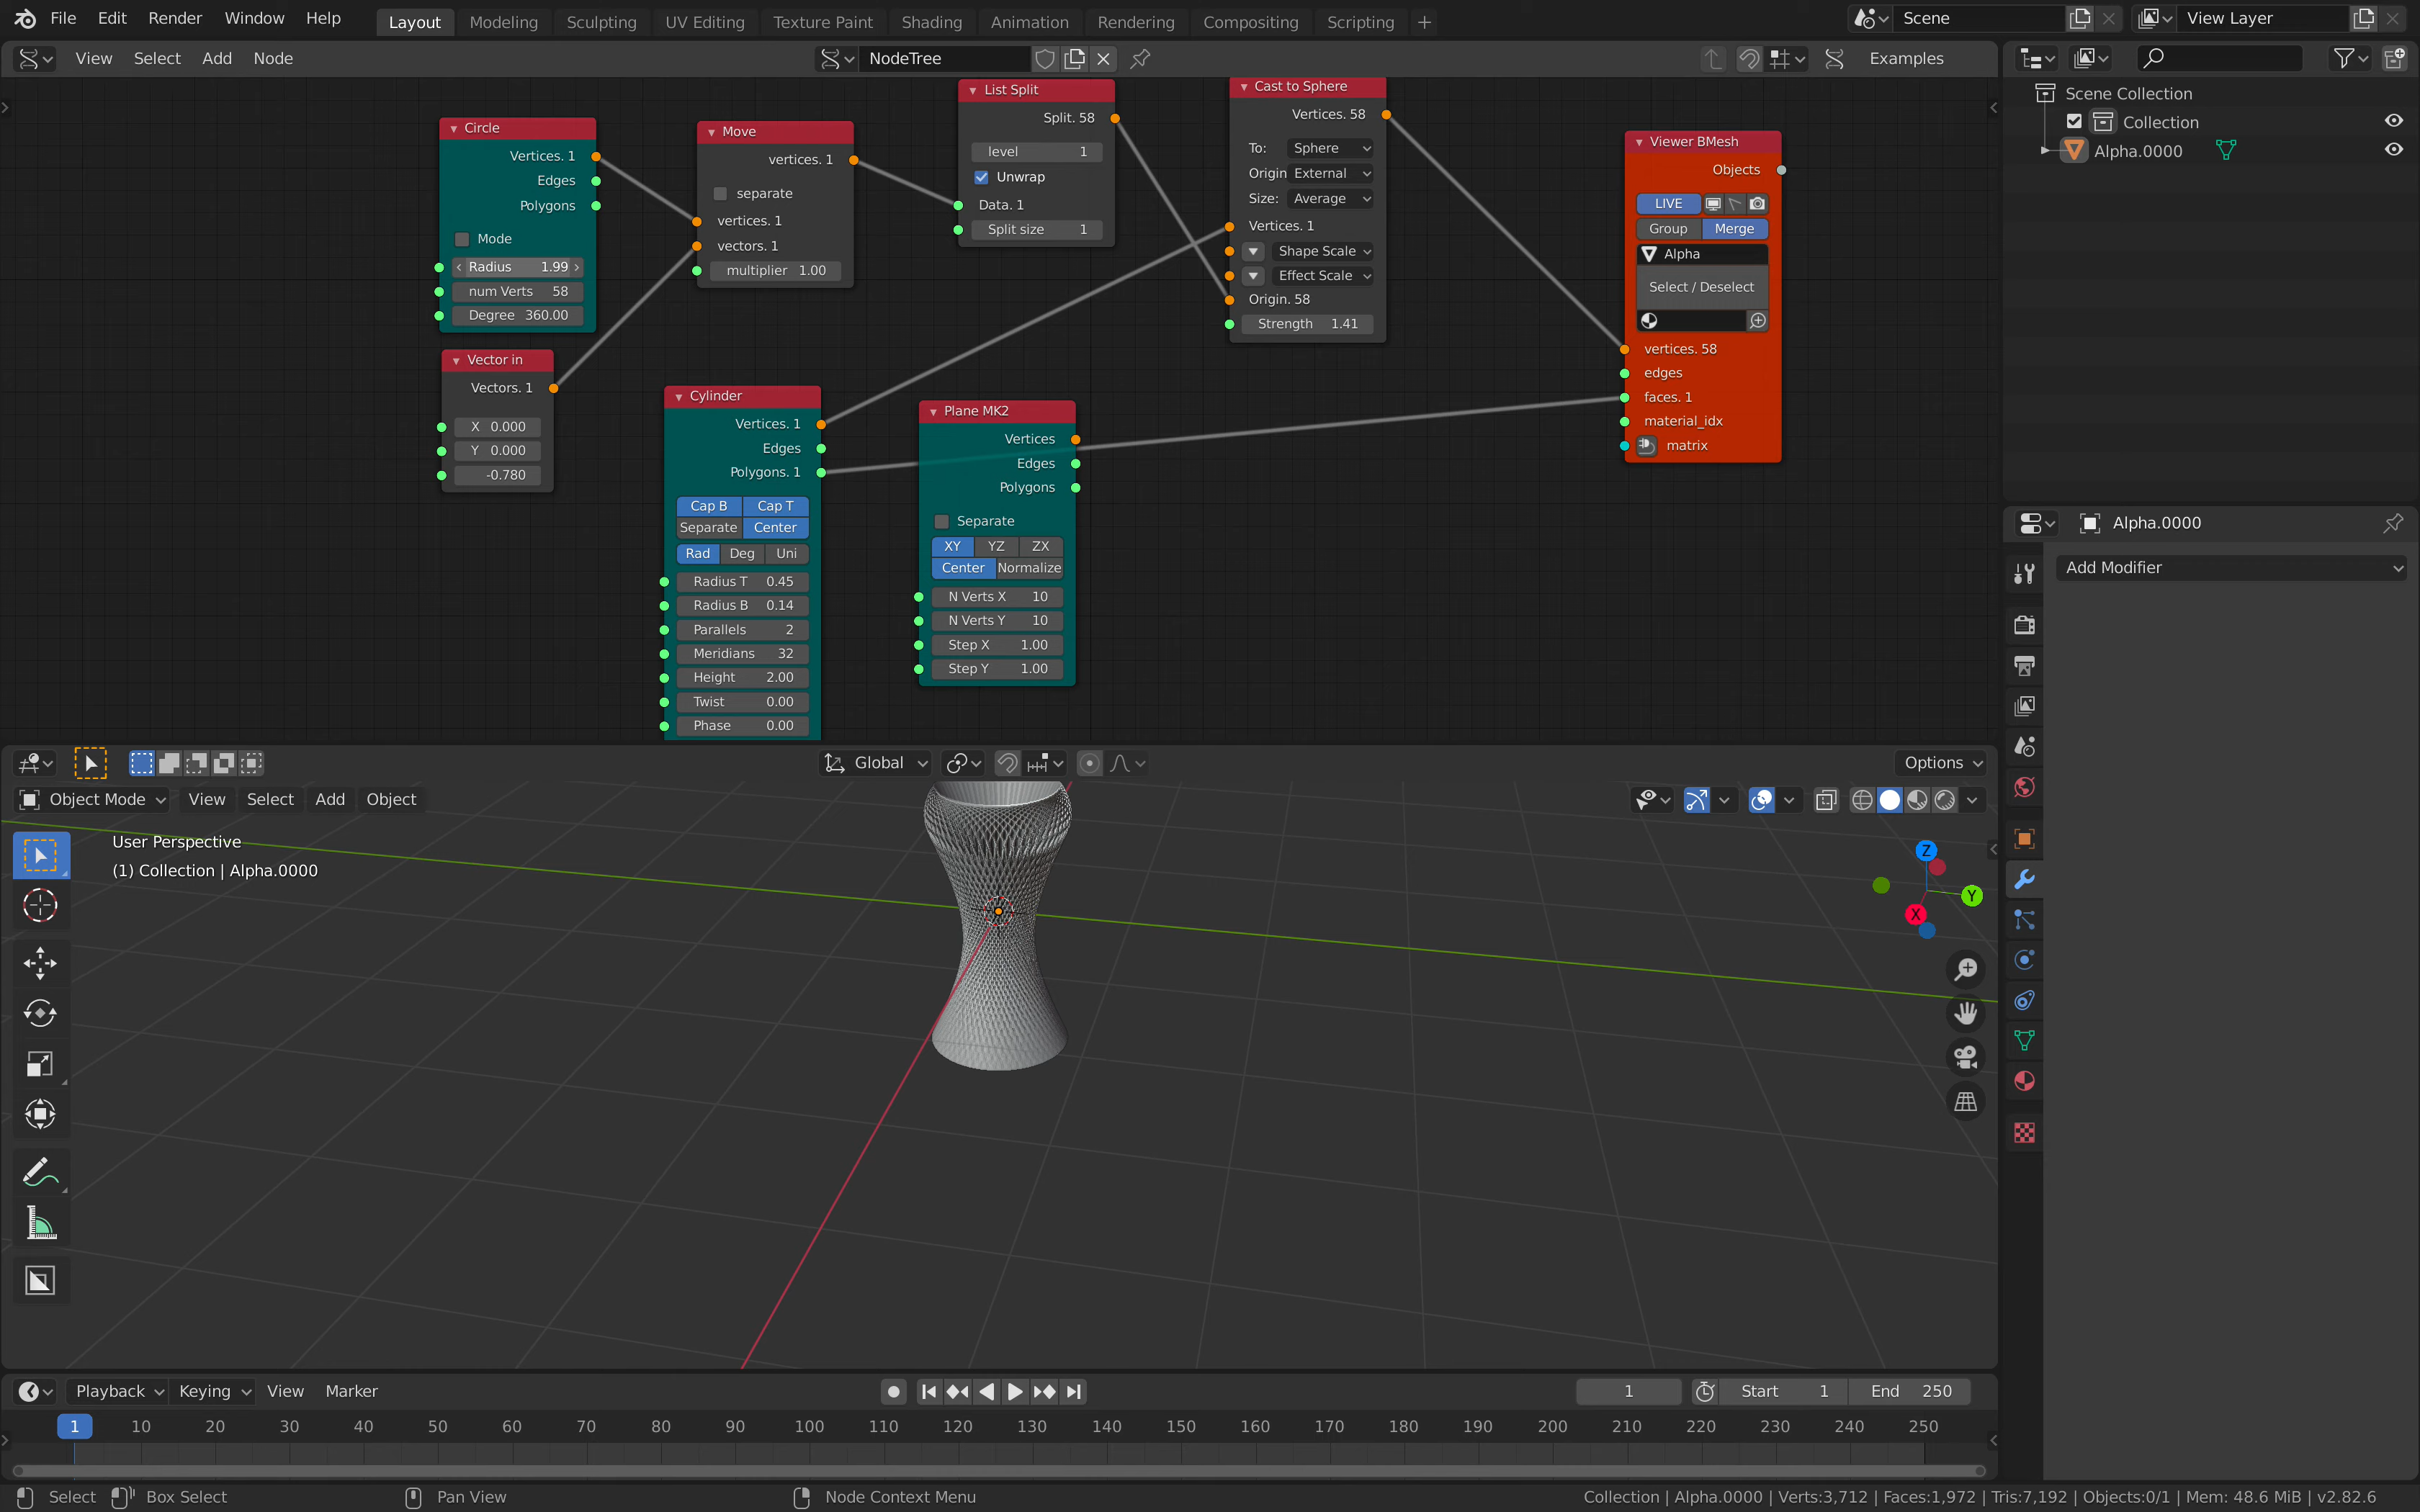 File Edit Render Window Help Layout Modeling Sculpting UV Editing Texture Paint Shading Animation Rendering Compositing Scripting + Scene View Layer
View Select Add Node NodeTree Examples
Scene Collection
Collection
Alpha.0000
Circle
Vertices. 1
Edges
Polygons
Mode
Radius 1.99
num Verts 58
Degree 360.00
Vector in
Vectors. 1
X 0.000
Y 0.000
-0.780
Move
vertices. 1
separate
vertices. 1
vectors. 1
multiplier 1.00
List Split
Split. 58
level 1
Unwrap
Data. 1
Split size 1
Cast to Sphere
Vertices. 58
To: Sphere
Origin External
Size: Average
Vertices. 1
Shape Scale
Effect Scale
Origin. 58
Strength 1.41
Viewer BMesh
Objects
LIVE
Group Merge
Alpha
Select / Deselect
vertices. 58
edges
faces. 1
material_idx
matrix
Cylinder
Vertices. 1
Edges
Polygons. 1
Cap B Cap T
Separate Center
Rad Deg Uni
Radius T 0.45
Radius B 0.14
Parallels 2
Meridians 32
Height 2.00
Twist 0.00
Phase 0.00
Plane MK2
Vertices
Edges
Polygons
Separate
XY YZ ZX
Center Normalize
N Verts X 10
N Verts Y 10
Step X 1.00
Step Y 1.00
Alpha.0000
Add Modifier
Global Options
Object Mode View Select Add Object
User Perspective
(1) Collection | Alpha.0000
Z
Y
X
Playback Keying View Marker 1 Start 1 End 250
1 10 20 30 40 50 60 70 80 90 100 110 120 130 140 150 160 170 180 190 200 210 220 230 240 250
Select Box Select Pan View Node Context Menu Collection | Alpha.0000 | Verts:3,712 | Faces:1,972 | Tris:7,192 | Objects:0/1 | Mem: 48.6 MiB | v2.82.6